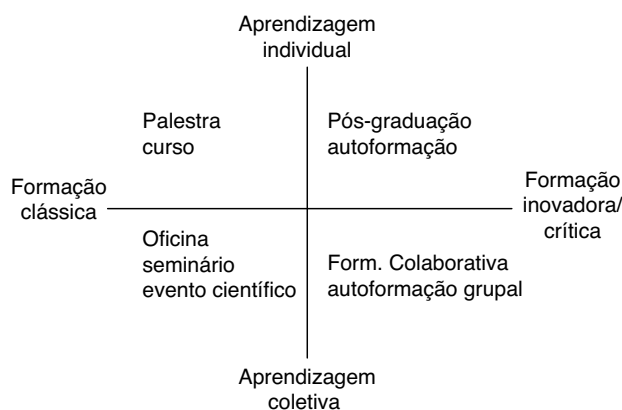 Aprendizagem
individual
Palestra
curso
Pós-graduação
autoformação
Formação
clássica
Formação
inovadora/
crítica
Oficina
seminário
evento científico
Form. Colaborativa
autoformação grupal
Aprendizagem
coletiva